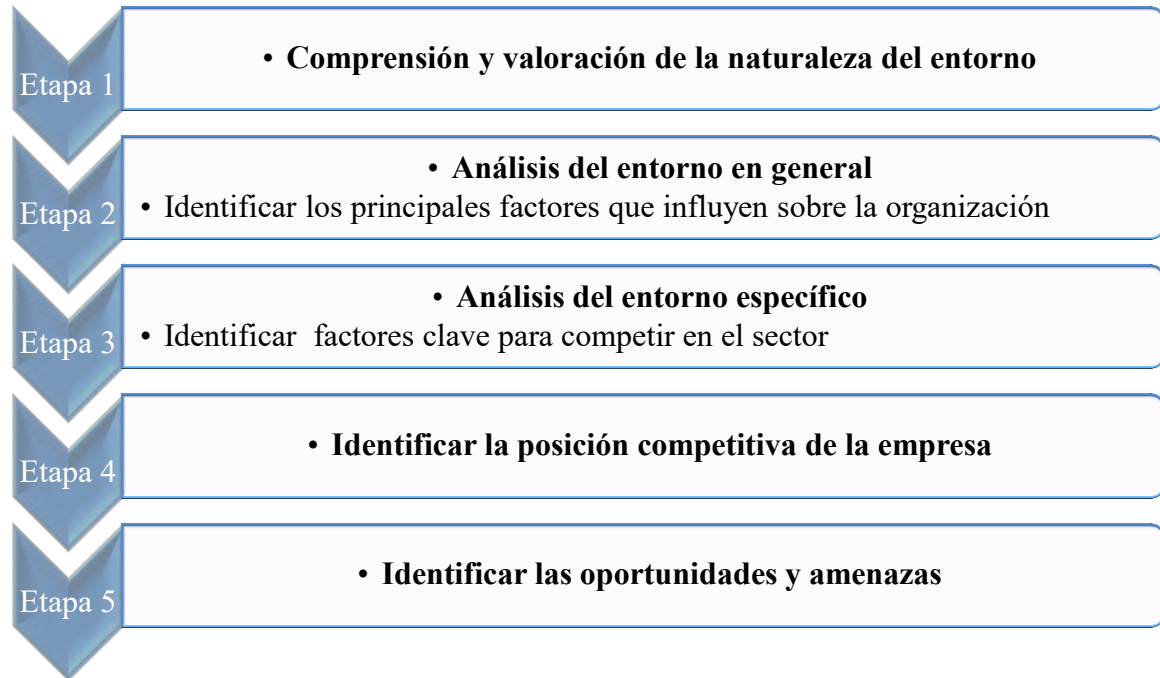 Etapa 1
• Comprensión y valoración de la naturaleza del entorno
Etapa 2
• Análisis del entorno en general
• Identificar los principales factores que influyen sobre la organización
Etapa 3
• Análisis del entorno específico
• Identificar factores clave para competir en el sector
Etapa 4
• Identificar la posición competitiva de la empresa
Etapa 5
• Identificar las oportunidades y amenazas